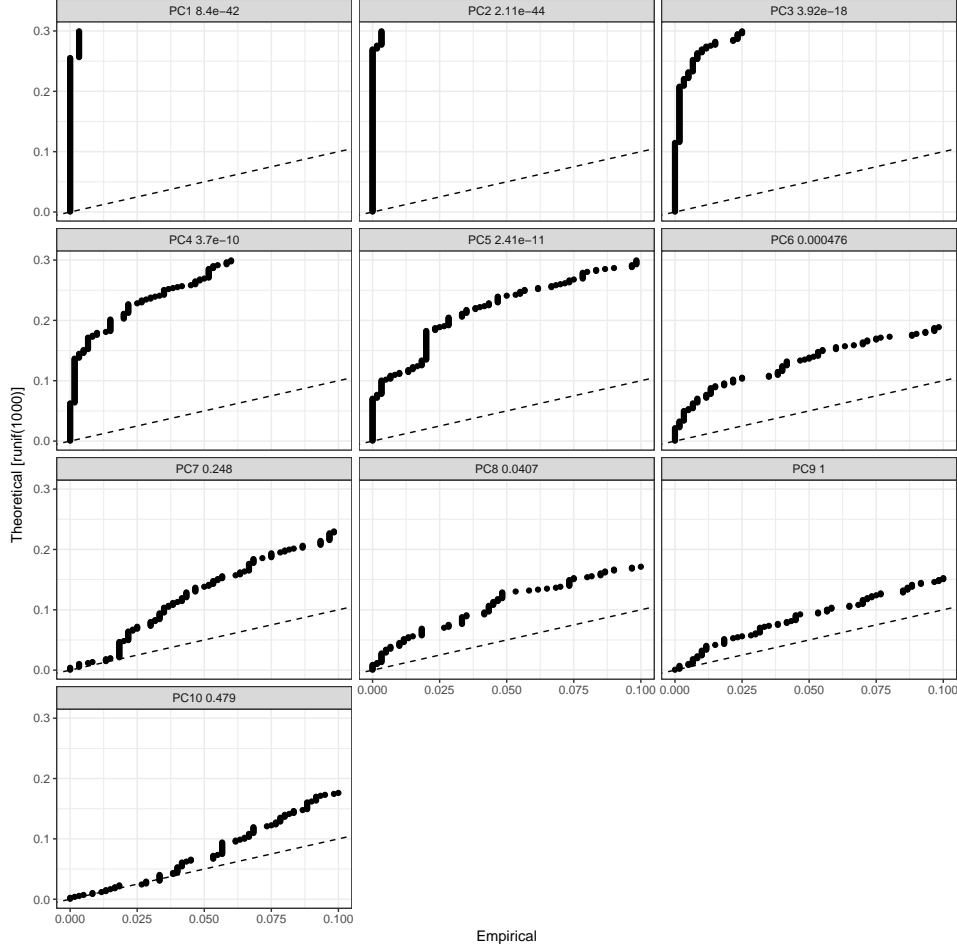 PC1 8.4e−42
PC2 2.11e−44
PC3 3.92e−18
0.3
0.2
0.1
0.0
PC4 3.7e−10
PC5 2.41e−11
PC6 0.000476
0.3
0.2
0.1
0.0
Theoretical [runif(1000)]
PC7 0.248
PC8 0.0407
PC9 1
0.3
0.2
0.1
0.0
0.000 0.025 0.050 0.075 0.100
0.000 0.025 0.050 0.075 0.100
PC10 0.479
0.3
0.2
0.1
0.0
0.000 0.025 0.050 0.075 0.100
Empirical